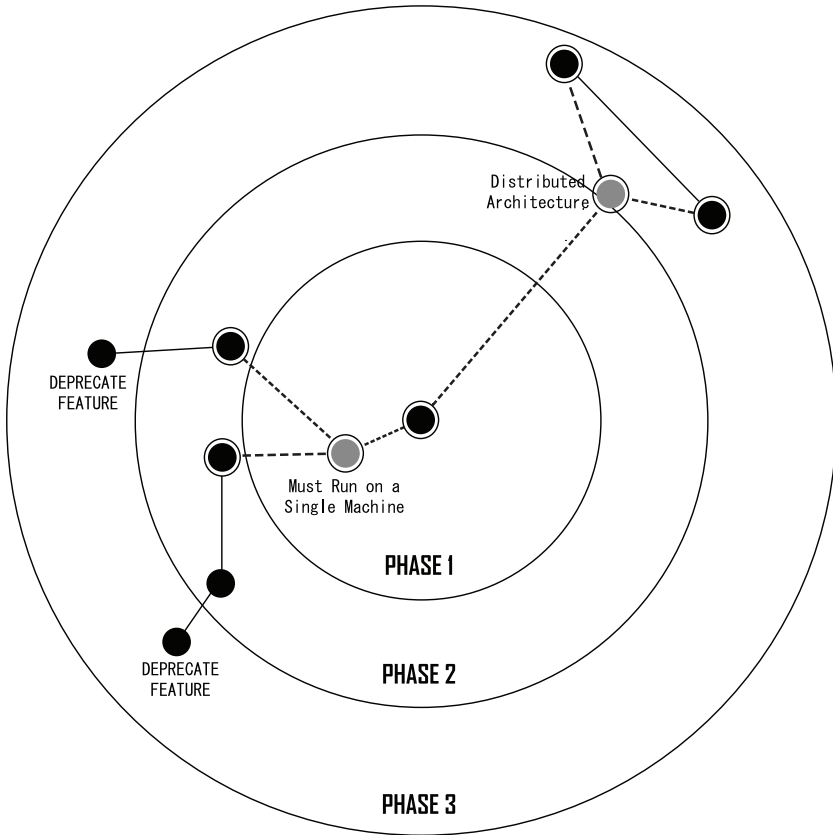 Distributed
Architecture
DEPRECATE
FEATURE
Must Run on a
Single Machine
PHASE 1
DEPRECATE
FEATURE
PHASE 2
PHASE 3